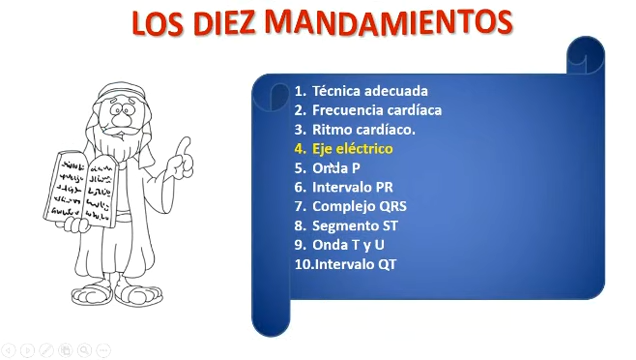 LOS DIEZ MANDAMIENTOS
1. Técnica adecuada
2. Frecuencia cardíaca
3. Ritmo cardíaco.
4. Eje eléctrico
5. Onda P
6. Intervalo PR
7. Complejo QRS
8. Segmento ST
9. Onda T y U
10.Intervalo QT